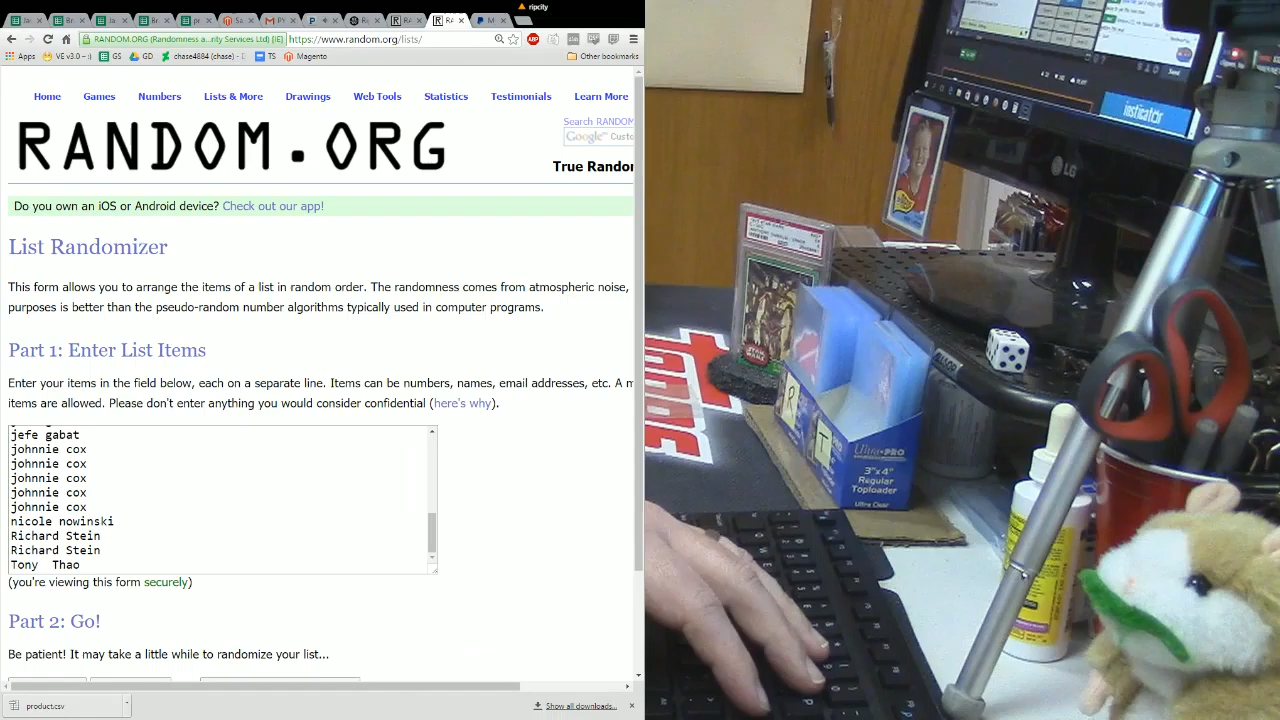 ripcity
RANDOM.ORG (Randomness a...rity Services Ltd) [IE]
https://www.random.org/lists/
Apps
VE v3.0 -
GS
GD
chase4884 (chase) - E
TS
Magento
Other bookmarks
Home Games Numbers Lists & More Drawings Web Tools Statistics Testimonials Learn More
RANDOM.ORG
Search RANDOM
Google Custo
True Rando
Do you own an iOS or Android device? Check out our app!
List Randomizer
This form allows you to arrange the items of a list in random order. The randomness comes from atmospheric noise,
purposes is better than the pseudo-random number algorithms typically used in computer programs.
Part 1: Enter List Items
Enter your items in the field below, each on a separate line. Items can be numbers, names, email addresses, etc. A m
items are allowed. Please don't enter anything you would consider confidential (here's why).
jefe gabat
johnnie cox
johnnie cox
johnnie cox
johnnie cox
johnnie cox
nicole nowinski
Richard Stein
Richard Stein
Tony Thao
(you're viewing this form securely)
Part 2: Go!
Be patient! It may take a little while to randomize your list...
product.csv
Show all downloads...
insticator
LG
STAR WARS
R
T
Ultra-PRO
3"x4"
Regular
Toploader
Ultra Clear